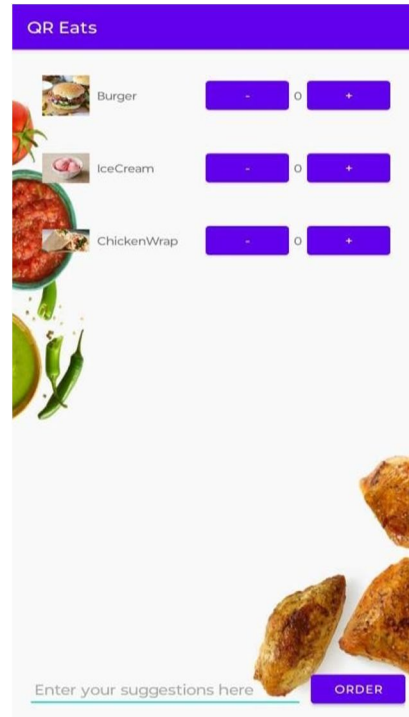 QR Eats
Burger - 0 +
IceCream - 0 +
ChickenWrap - 0 +
Enter your suggestions here ORDER